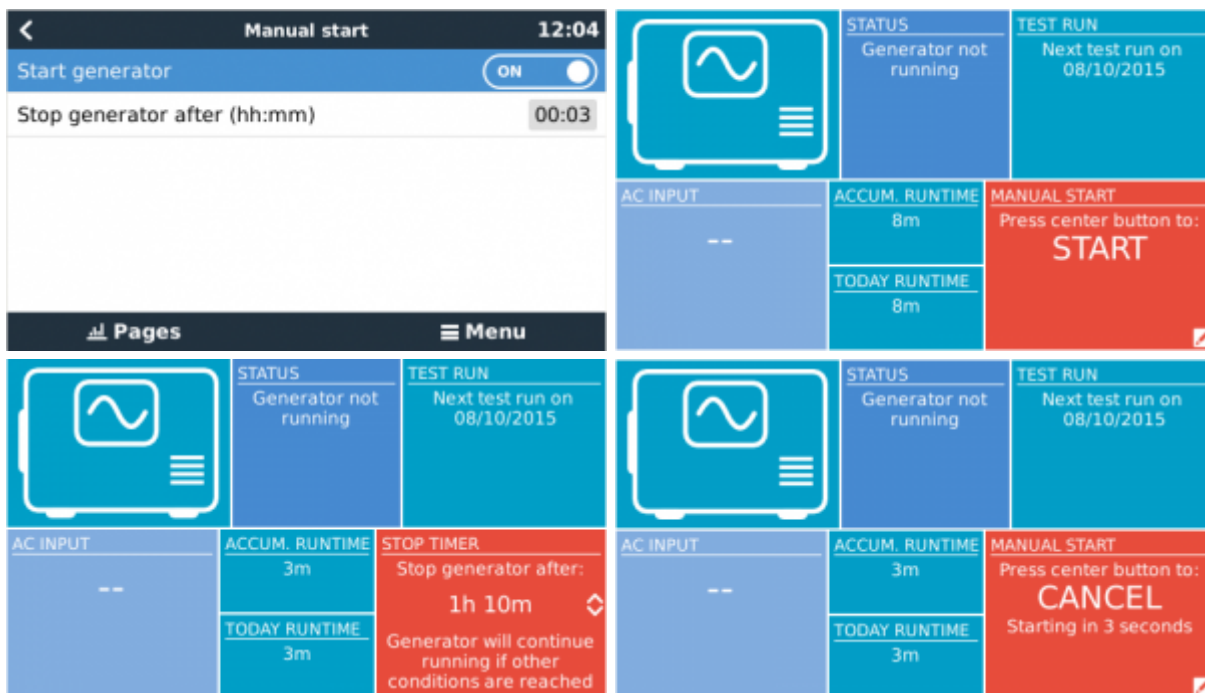 Manual start 12:04
Start generator ON
Stop generator after (hh:mm) 00:03
Pages Menu
STATUS
Generator not
running
TEST RUN
Next test run on
08/10/2015
AC INPUT
--
ACCUM. RUNTIME
8m
TODAY RUNTIME
8m
MANUAL START
Press center button to:
START
STATUS
Generator not
running
TEST RUN
Next test run on
08/10/2015
AC INPUT
--
ACCUM. RUNTIME
3m
TODAY RUNTIME
3m
STOP TIMER
Stop generator after:
1h 10m
Generator will continue
running if other
conditions are reached
STATUS
Generator not
running
TEST RUN
Next test run on
08/10/2015
AC INPUT
--
ACCUM. RUNTIME
3m
TODAY RUNTIME
3m
MANUAL START
Press center button to:
CANCEL
Starting in 3 seconds